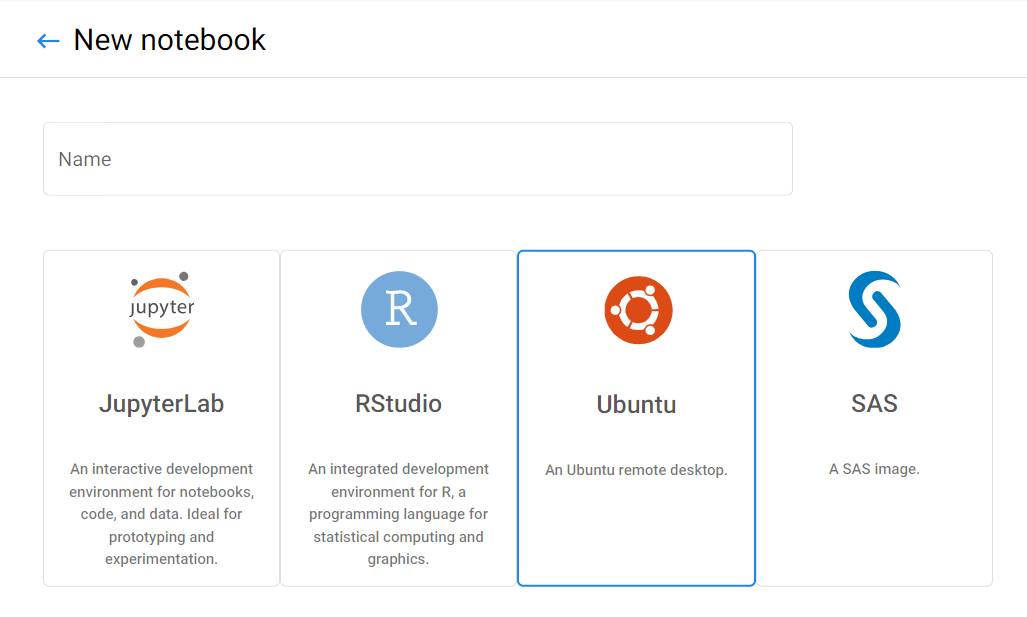 New notebook
Name
jupyter
R
JupyterLab
RStudio
Ubuntu
SAS
An interactive development
environment for notebooks,
code, and data. Ideal for
prototyping and
experimentation.
An integrated development
environment for R, a
programming language for
statistical computing and
graphics.
An Ubuntu remote desktop.
A SAS image.